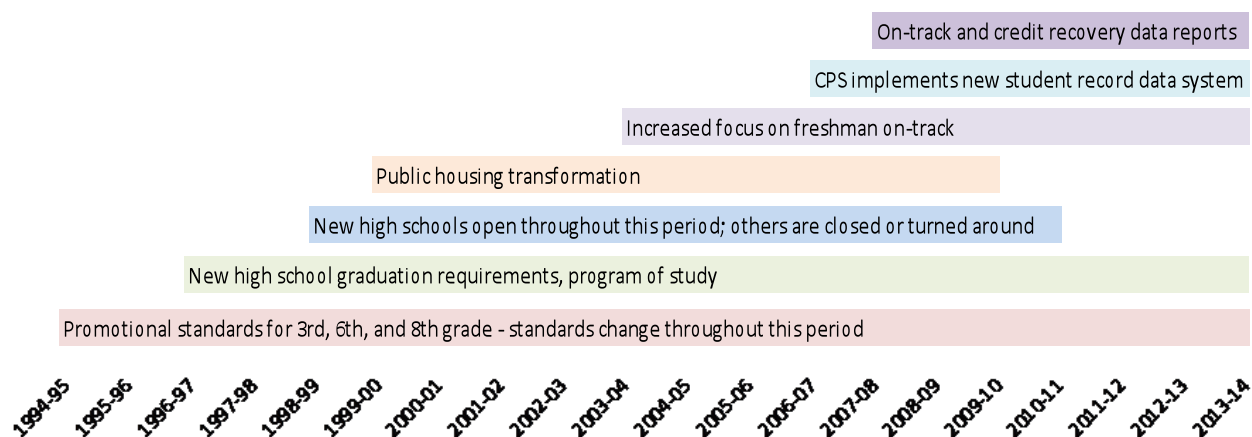 On-track and credit recovery data reports
CPS implements new student record data system
Increased focus on freshman on-track
Public housing transformation
New high schools open throughout this period; others are closed or turned around
New high school graduation requirements, program of study
Promotional standards for 3rd, 6th, and 8th grade - standards change throughout this period
1994-95
1995-96
1996-97
1997-98
1998-99
1999-00
2000-01
2001-02
2002-03
2003-04
2004-05
2005-06
2006-07
2007-08
2008-09
2009-10
2010-11
2011-12
2012-13
2013-14